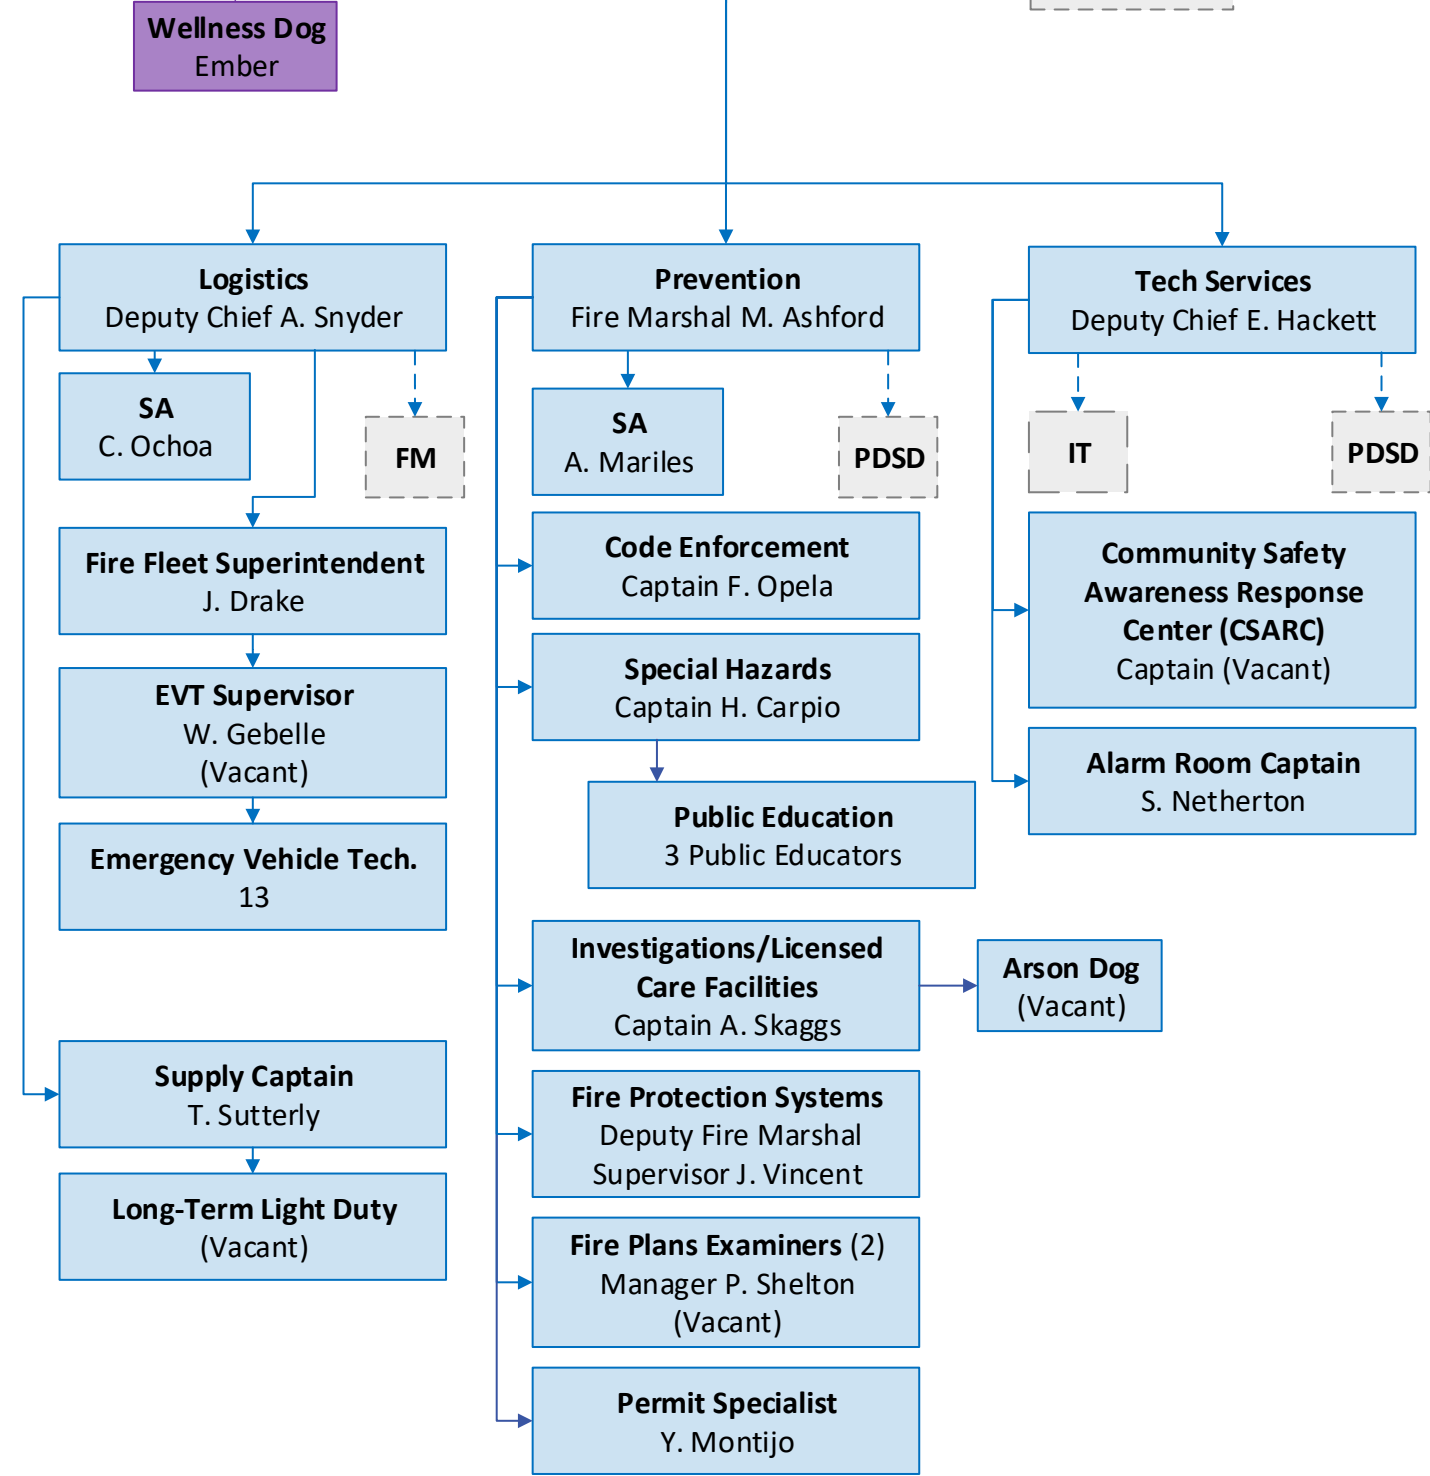 Wellness Dog
Ember
Logistics
Deputy Chief A. Snyder
SA
C. Ochoa
FM
Fire Fleet Superintendent
J. Drake
EVT Supervisor
W. Gebelle
(Vacant)
Emergency Vehicle Tech.
13
Supply Captain
T. Sutterly
Long-Term Light Duty
(Vacant)
Prevention
Fire Marshal M. Ashford
SA
A. Mariles
PDSD
Code Enforcement
Captain F. Opela
Special Hazards
Captain H. Carpio
Public Education
3 Public Educators
Investigations/Licensed
Care Facilities
Captain A. Skaggs
Arson Dog
(Vacant)
Fire Protection Systems
Deputy Fire Marshal
Supervisor J. Vincent
Fire Plans Examiners (2)
Manager P. Shelton
(Vacant)
Permit Specialist
Y. Montijo
Tech Services
Deputy Chief E. Hackett
IT
PDSD
Community Safety
Awareness Response
Center (CSARC)
Captain (Vacant)
Alarm Room Captain
S. Netherton